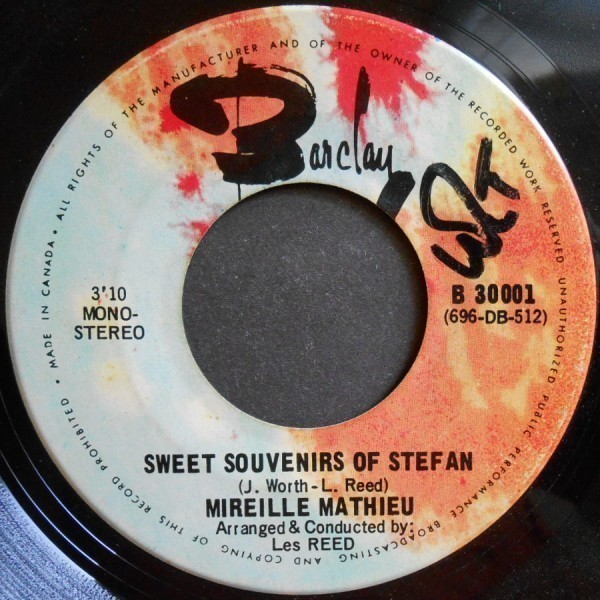 • MADE IN CANADA • ALL RIGHTS OF THE MANUFACTURER AND OF THE OWNER OF THE RECORDED WORK RESERVED UNAUTHORIZED PUBLIC PERFORMANCE BROADCASTING AND COPYING OF THIS RECORD PROHIBITED
Barclay
B 30001
3'10
(696-DB-512)
MONO-
STEREO
SWEET SOUVENIRS OF STEFAN
(J. Worth - L. Reed)
MIREILLE MATHIEU
Arranged & Conducted by:
Les REED